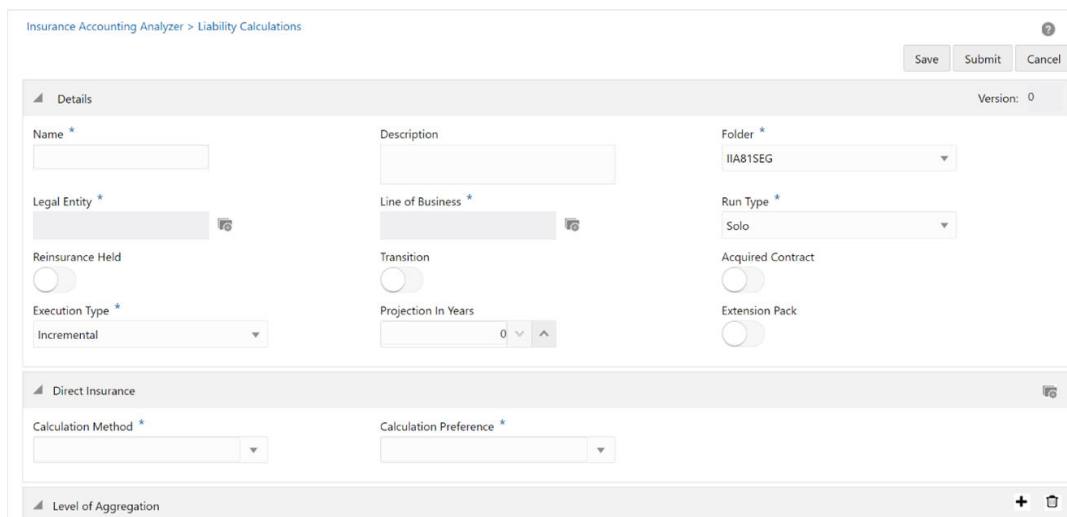 Insurance Accounting Analyzer > Liability Calculations
?
Save Submit Cancel
Details Version: 0
Name * Description Folder *
IIA81SEG
Legal Entity * Line of Business * Run Type *
Solo
Reinsurance Held Transition Acquired Contract
Execution Type * Projection In Years Extension Pack
Incremental 0
Direct Insurance
Calculation Method * Calculation Preference *
Level of Aggregation